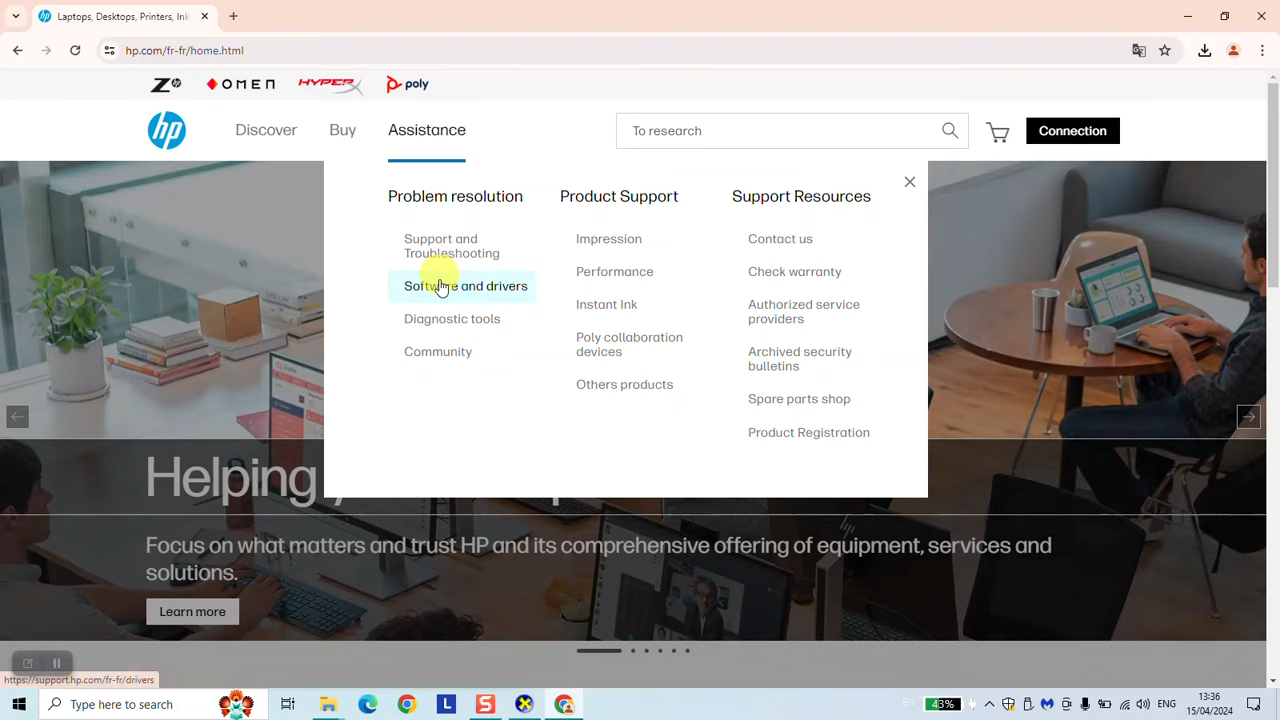 Laptops, Desktops, Printers, Ink
hp.com/fr-fr/home.html
OMEN
HYPERX
poly
hp
Discover
Buy
Assistance
To research
Connection
Problem resolution
Support and
Troubleshooting
Software and drivers
Diagnostic tools
Community
Product Support
Impression
Performance
Instant Ink
Poly collaboration
devices
Others products
Support Resources
Contact us
Check warranty
Authorized service
providers
Archived security
bulletins
Spare parts shop
Product Registration
Helping
Focus on what matters and trust HP and its comprehensive offering of equipment, services and
solutions.
Learn more
https://support.hp.com/fr-fr/drivers
Type here to search
L
S
EN
43%
ENG
13:36
15/04/2024